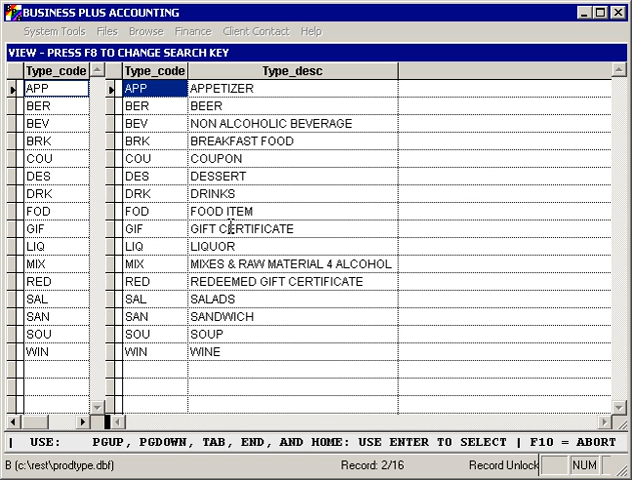 BUSINESS PLUS ACCOUNTING
System Tools Files Browse Finance Client Contact Help
VIEW - PRESS F8 TO CHANGE SEARCH KEY
Type_code Type_code Type_desc
APP APP APPETIZER
BER BER BEER
BEV BEV NON ALCOHOLIC BEVERAGE
BRK BRK BREAKFAST FOOD
COU COU COUPON
DES DES DESSERT
DRK DRK DRINKS
FOD FOD FOOD ITEM
GIF GIF GIFT CERTIFICATE
LIQ LIQ LIQUOR
MIX MIX MIXES & RAW MATERIAL 4 ALCOHOL
RED RED REDEEMED GIFT CERTIFICATE
SAL SAL SALADS
SAN SAN SANDWICH
SOU SOU SOUP
WIN WIN WINE
| USE: PGUP, PGDOWN, TAB, END, AND HOME: USE ENTER TO SELECT | F10 = ABORT
B (c:\rest\prodtype.dbf) Record: 2/16 Record Unlock NUM